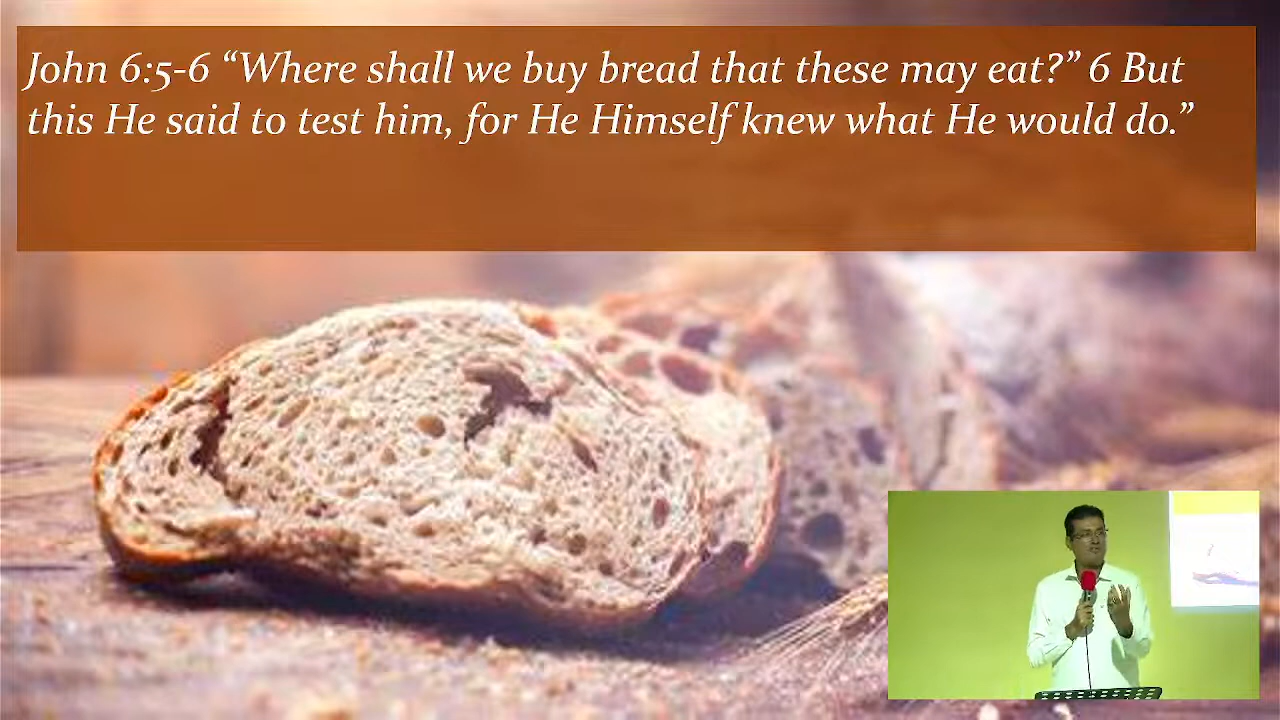 John 6:5-6 “Where shall we buy bread that these may eat?” 6 But
this He said to test him, for He Himself knew what He would do.”